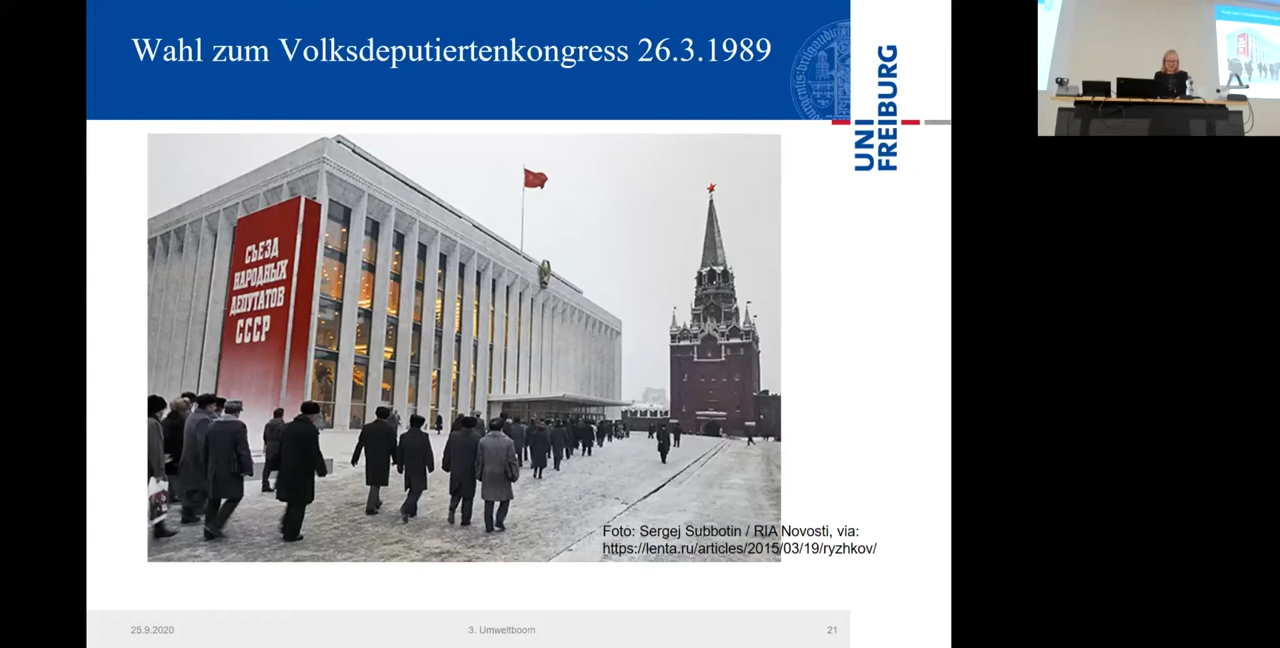 Wahl zum Volksdeputiertenkongress 26.3.1989
UNI
FREIBURG
СЪЕЗД
НАРОДНЫХ
ДЕПУТАТОВ
СССР
Foto: Sergej Subbotin / RIA Novosti, via:
https://lenta.ru/articles/2015/03/19/ryzhkov/
25.9.2020
3. Umweltboom
21